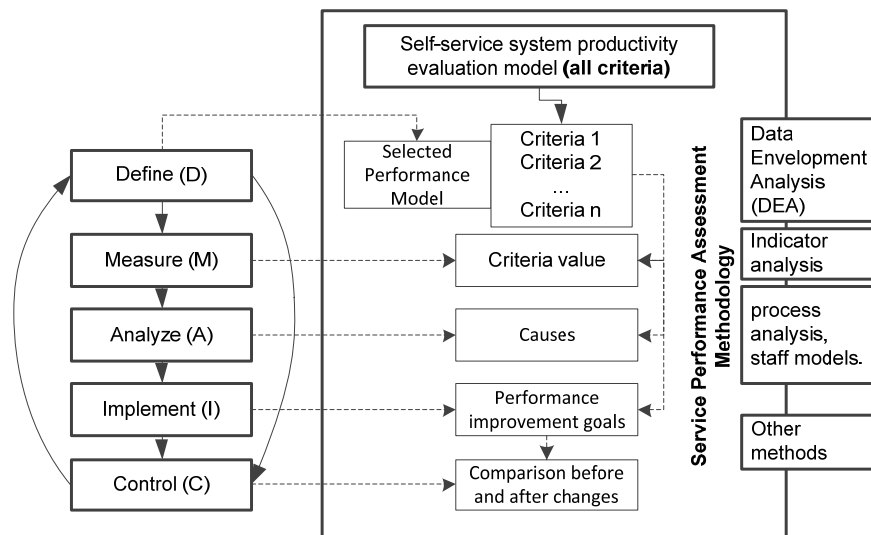 Self-service system productivity
evaluation model (all criteria)
Selected
Performance
Model
Criteria 1
Criteria 2
...
Criteria n
Define (D)
Measure (M)
Analyze (A)
Implement (I)
Control (C)
Criteria value
Causes
Performance
improvement goals
Comparison before
and after changes
Service Performance Assessment
Methodology
Data
Envelopment
Analysis
(DEA)
Indicator
analysis
process
analysis,
staff models.
Other
methods